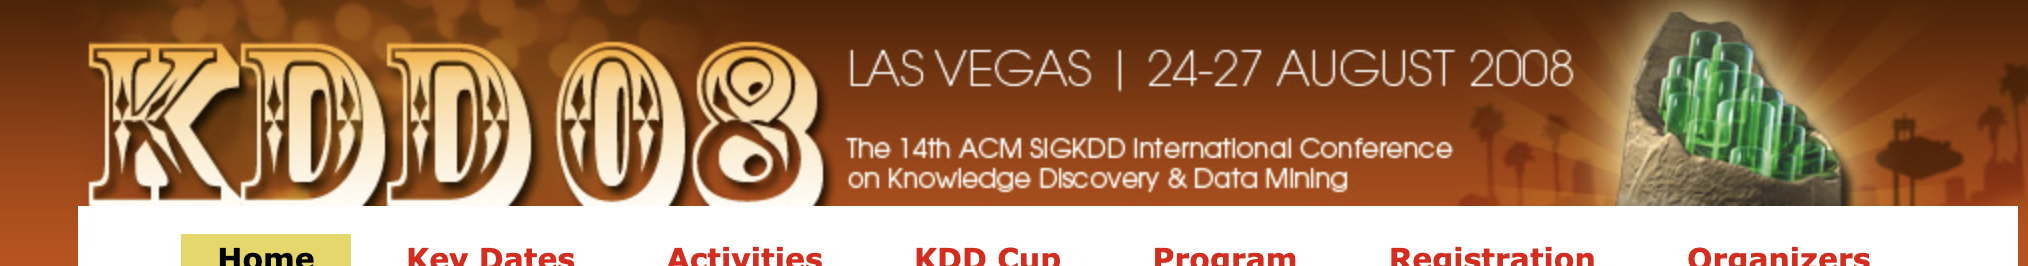 KDD 08
LAS VEGAS | 24-27 AUGUST 2008
The 14th ACM SIGKDD International Conference
on Knowledge Discovery & Data Mining
Home Key Dates Activities KDD Cup Program Registration Organizers